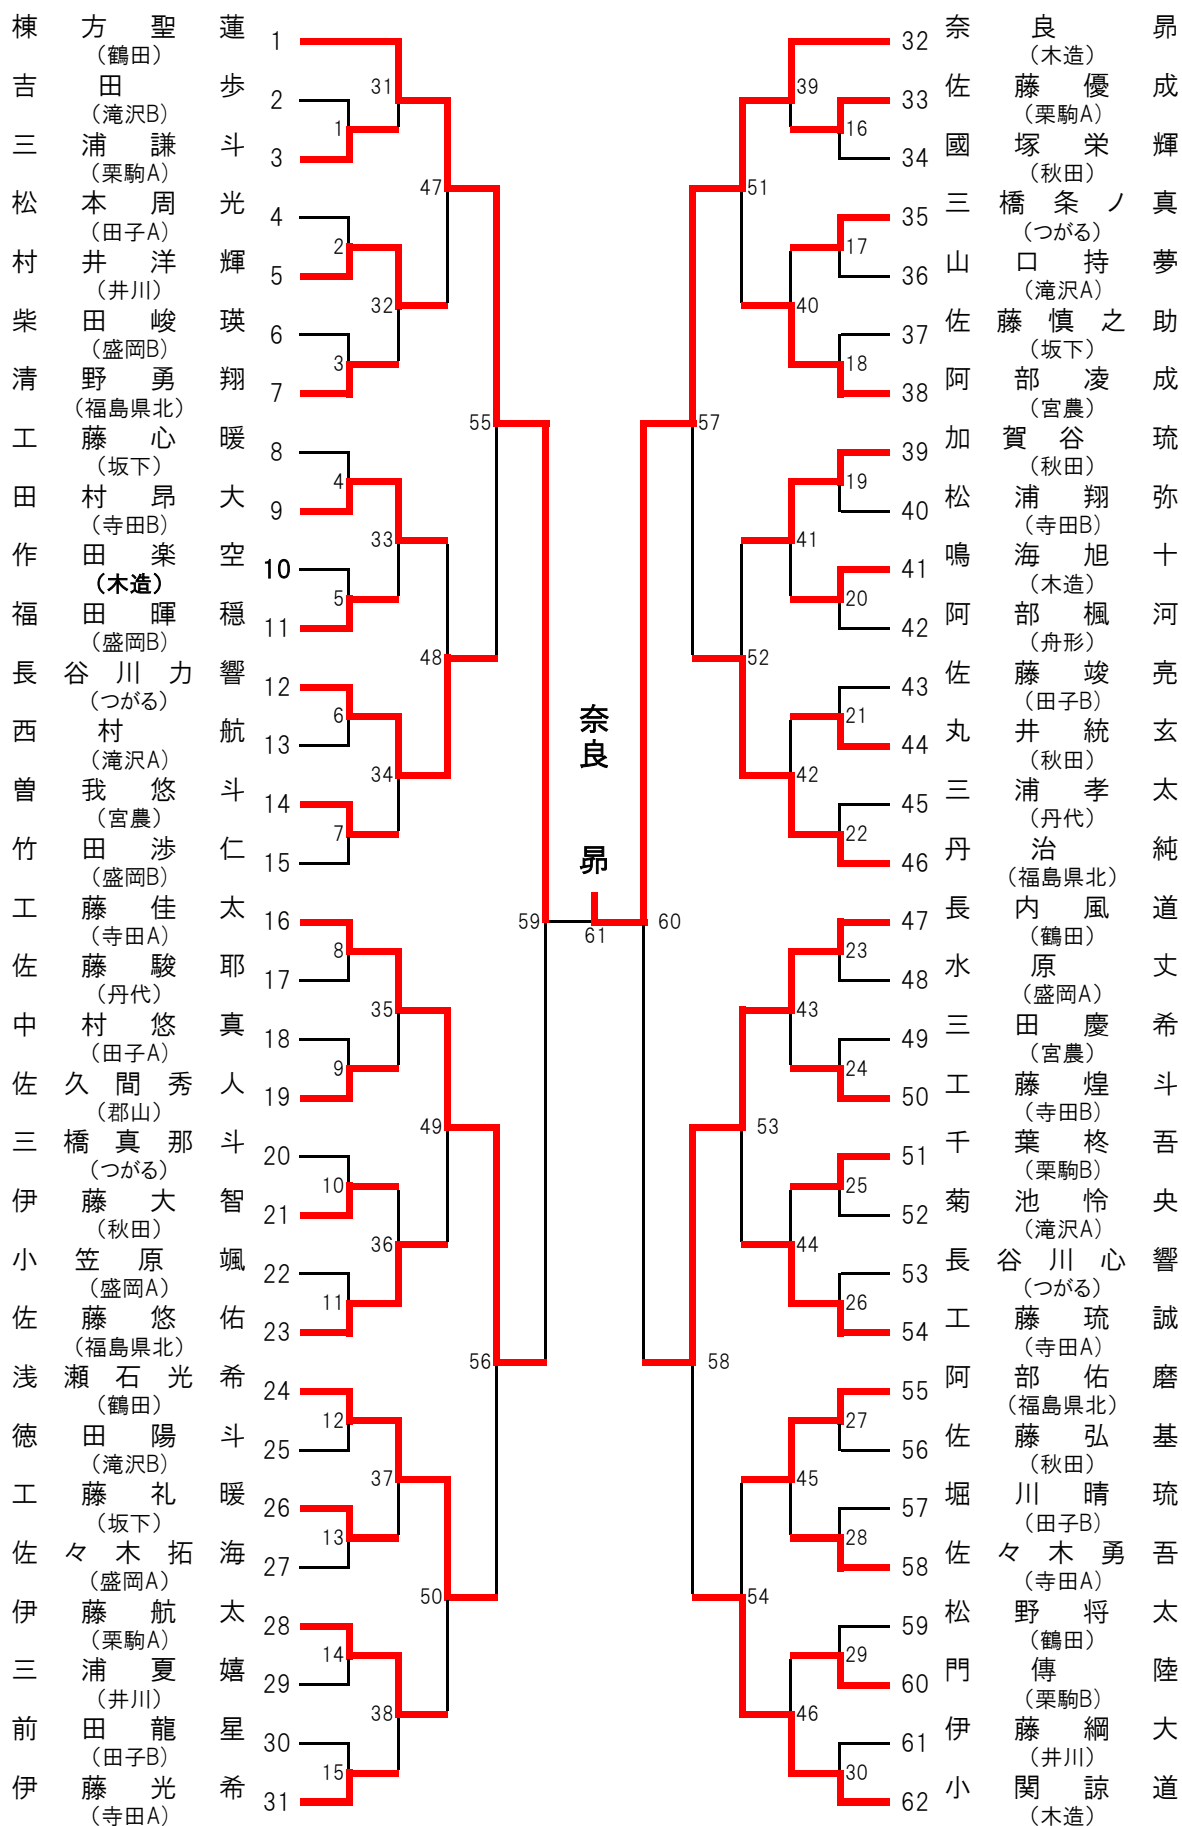 棟方聖蓮 1
（鶴田）
吉田歩 2
（滝沢B）
三浦謙斗 3
（栗駒A）
松本周光 4
（田子A）
村井洋輝 5
（井川）
柴田峻瑛 6
（盛岡B）
清野勇翔 7
（福島県北）
工藤心暖 8
（坂下）
田村昂大 9
（寺田B）
作田楽空 10
（木造）
福田暉穏 11
（盛岡B）
長谷川力響 12
（つがる）
西村航 13
（滝沢A）
曽我悠斗 14
（宮農）
竹田渉仁 15
（盛岡B）
工藤佳太 16
（寺田A）
佐藤駿耶 17
（丹代）
中村悠真 18
（田子A）
佐久間秀人 19
（郡山）
三橋真那斗 20
（つがる）
伊藤大智 21
（秋田）
小笠原颯 22
（盛岡A）
佐藤悠佑 23
（福島県北）
浅瀬石光希 24
（鶴田）
徳田陽斗 25
（滝沢B）
工藤礼暖 26
（坂下）
佐々木拓海 27
（盛岡A）
伊藤航太 28
（栗駒A）
三浦夏嬉 29
（井川）
前田龍星 30
（田子B）
伊藤光希 31
（寺田A）
1
2
3
4
5
6
7
8
9
10
11
12
13
14
15
31
32
33
34
35
36
37
38
47
48
49
50
55
56
59
奈良 昴
61
60
57
58
51
52
53
54
39
40
41
42
43
44
45
46
16
17
18
19
20
21
22
23
24
25
26
27
28
29
30
32 奈良昴
（木造）
33 佐藤優成
（栗駒A）
34 國塚栄輝
（秋田）
35 三橋条ノ真
（つがる）
36 山口持夢
（滝沢A）
37 佐藤慎之助
（坂下）
38 阿部凌成
（宮農）
39 加賀谷琉
（秋田）
40 松浦翔弥
（寺田B）
41 鳴海旭十
（木造）
42 阿部楓河
（舟形）
43 佐藤竣亮
（田子B）
44 丸井統玄
（秋田）
45 三浦孝太
（丹代）
46 丹治純
（福島県北）
47 長内風道
（鶴田）
48 水原丈
（盛岡A）
49 三田慶希
（宮農）
50 工藤煌斗
（寺田B）
51 千葉柊吾
（栗駒B）
52 菊池怜央
（滝沢A）
53 長谷川心響
（つがる）
54 工藤琉誠
（寺田A）
55 阿部佑磨
（福島県北）
56 佐藤弘基
（秋田）
57 堀川晴琉
（田子B）
58 佐々木勇吾
（寺田A）
59 松野将太
（鶴田）
60 門傳陸
（栗駒B）
61 伊藤綱大
（井川）
62 小関諒道
（木造）